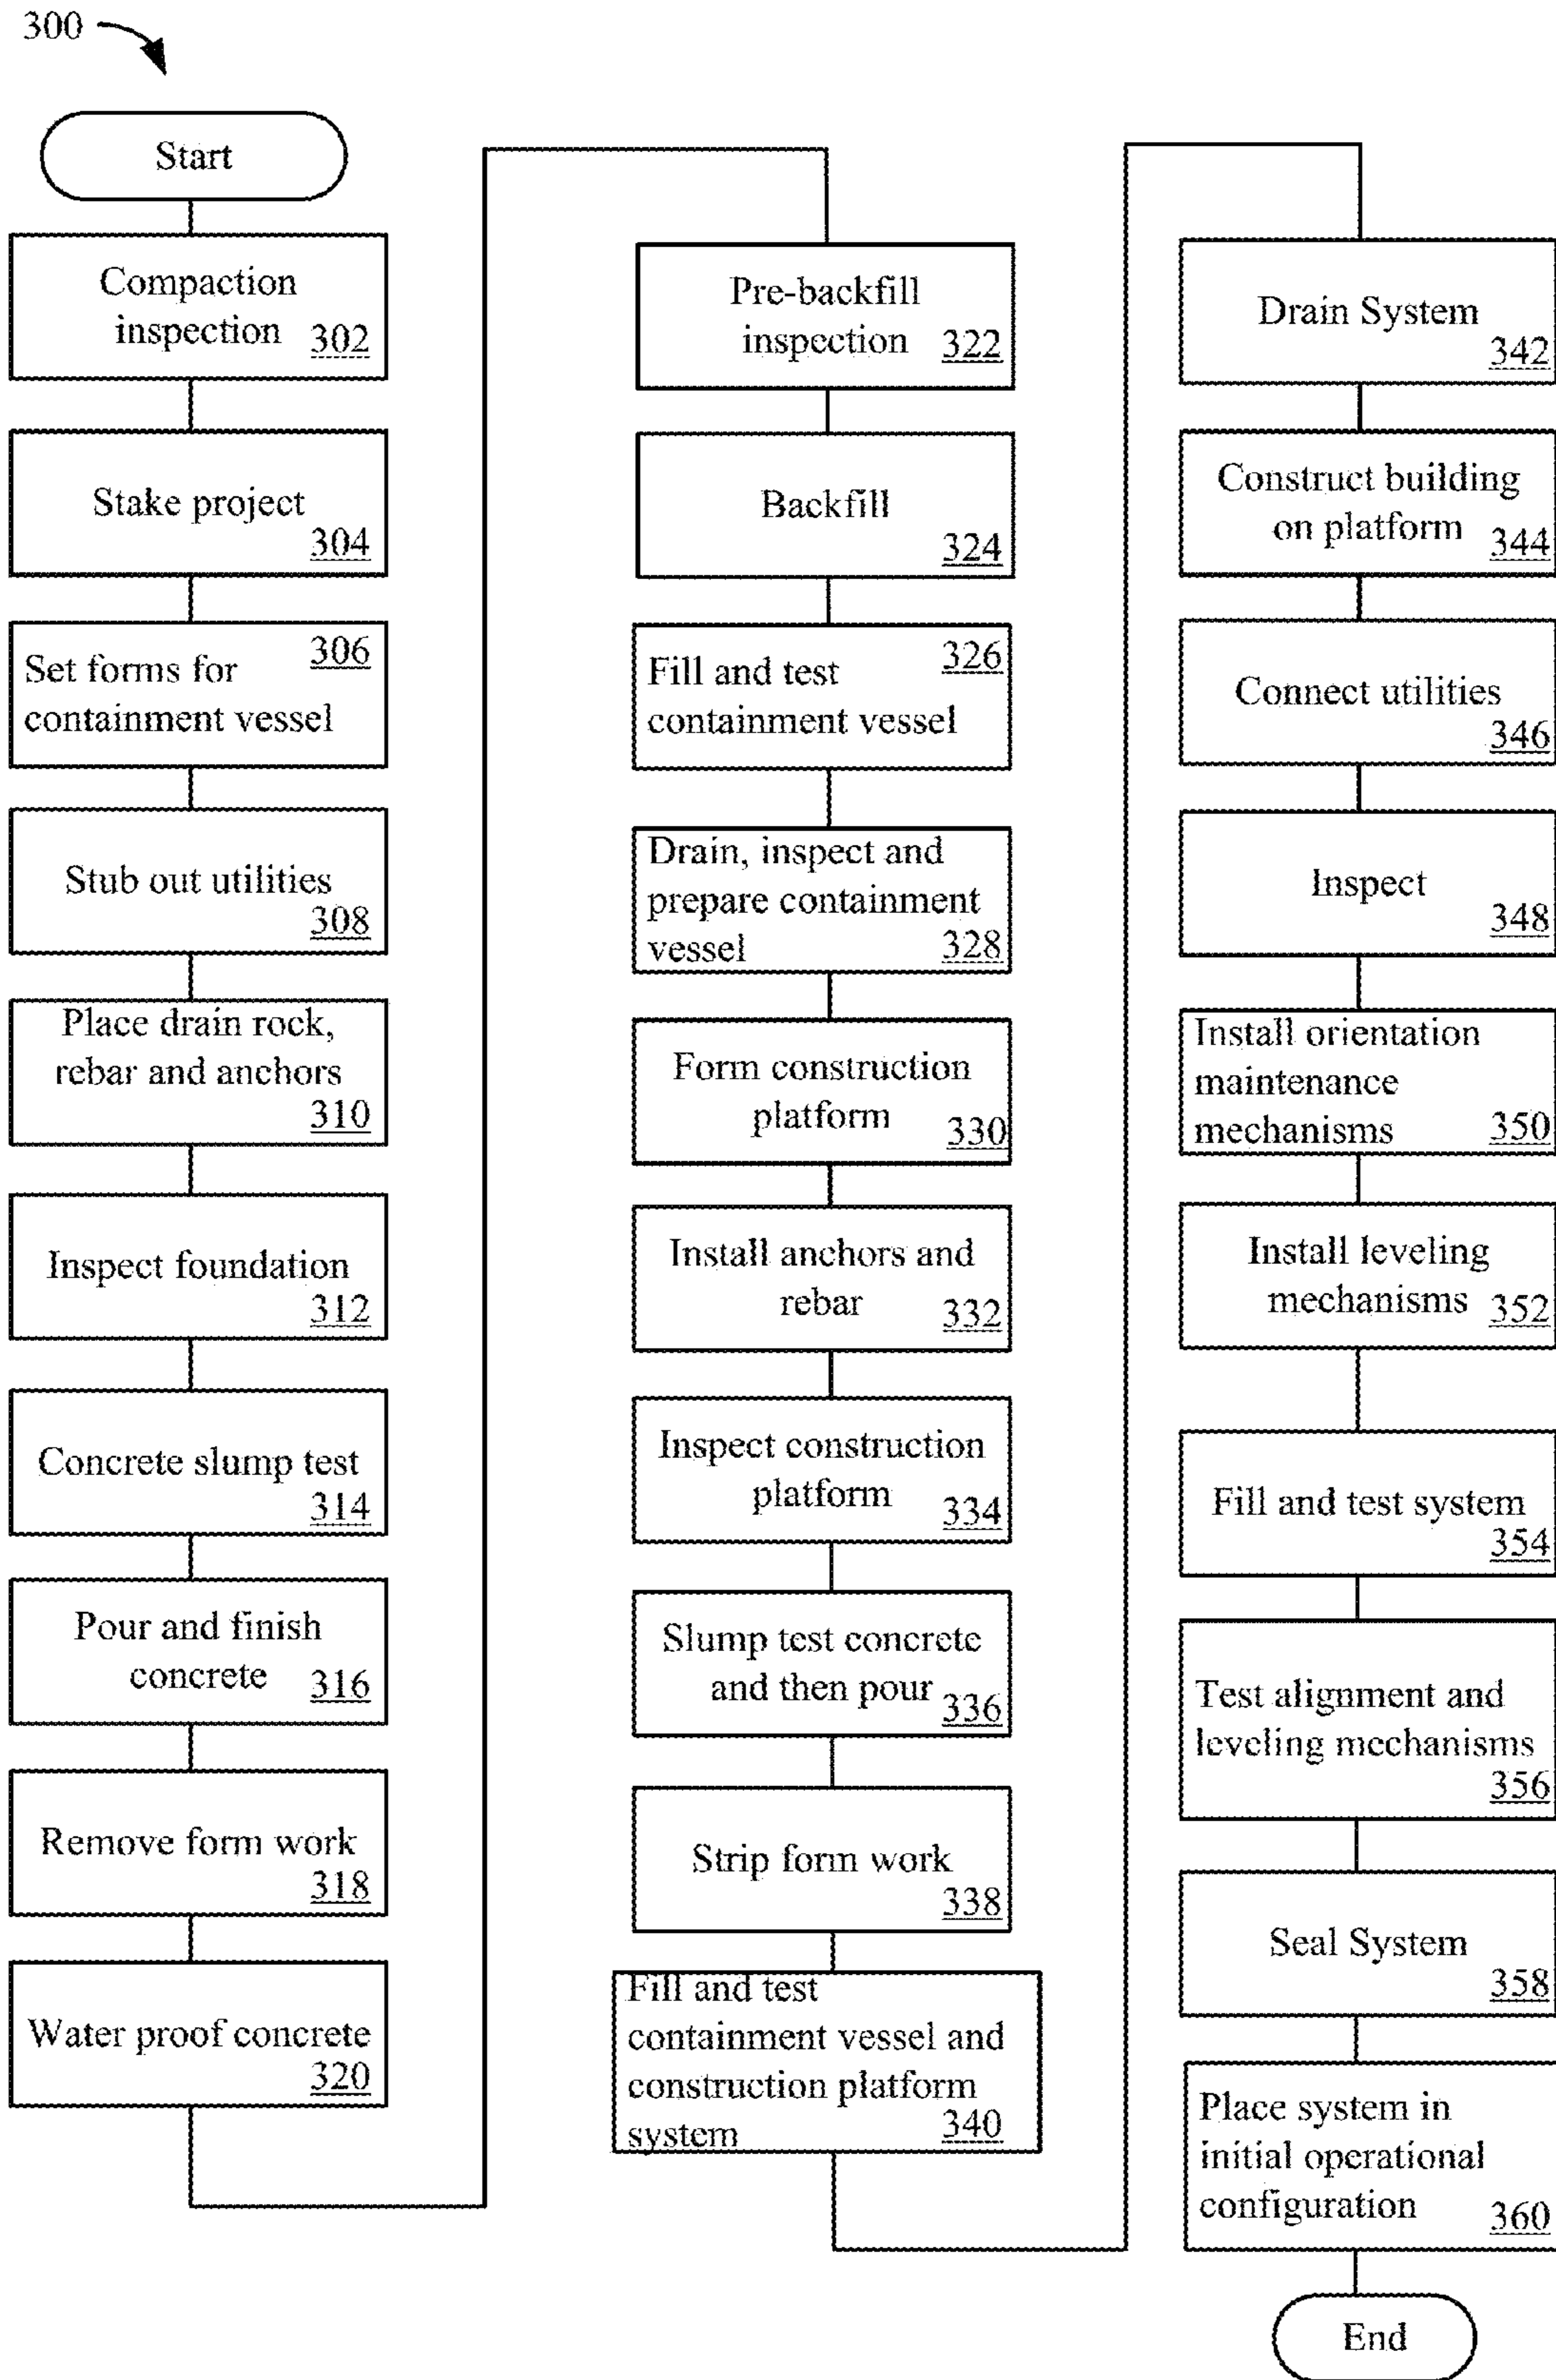 300
Start
Compaction
inspection 302
Stake project
304
306
Set forms for
containment vessel
Stub out utilities
308
Place drain rock,
rebar and anchors
310
Inspect foundation
312
Concrete slump test
314
Pour and finish
concrete 316
Remove form work
318
Water proof concrete
320
Pre-backfill
inspection 322
Backfill
324
326
Fill and test
containment vessel
Drain, inspect and
prepare containment
vessel 328
Form construction
platform 330
Install anchors and
rebar 332
Inspect construction
platform 334
Slump test concrete
and then pour 336
Strip form work
338
Fill and test
containment vessel and
construction platform
system 340
Drain System
342
Construct building
on platform 344
Connect utilities
346
Inspect
348
Install orientation
maintenance
mechanisms 350
Install leveling
mechanisms 352
Fill and test system
354
Test alignment and
leveling mechanisms
356
Seal System
358
Place system in
initial operational
configuration 360
End